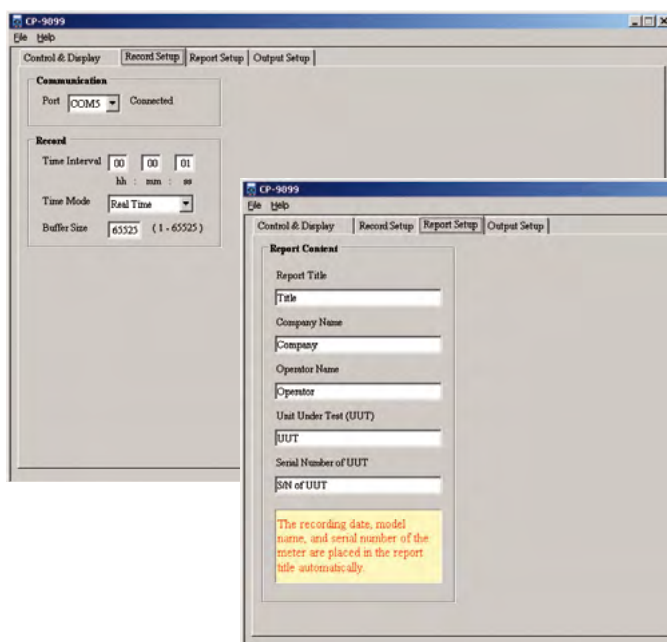 CP-9899
File Help
Control & Display Record Setup Report Setup Output Setup
Communication
Port COM5 Connected
Record
Time Interval 00 00 01
hh : mm : ss
Time Mode Real Time
Buffer Size 65525 ( 1 - 65525 )
CP-9899
File Help
Control & Display Record Setup Report Setup Output Setup
Report Content
Report Title
Title
Company Name
Company
Operator Name
Operator
Unit Under Test (UUT)
UUT
Serial Number of UUT
S/N of UUT
The recording date, model
name, and serial number of the
meter are placed in the report
title automatically.